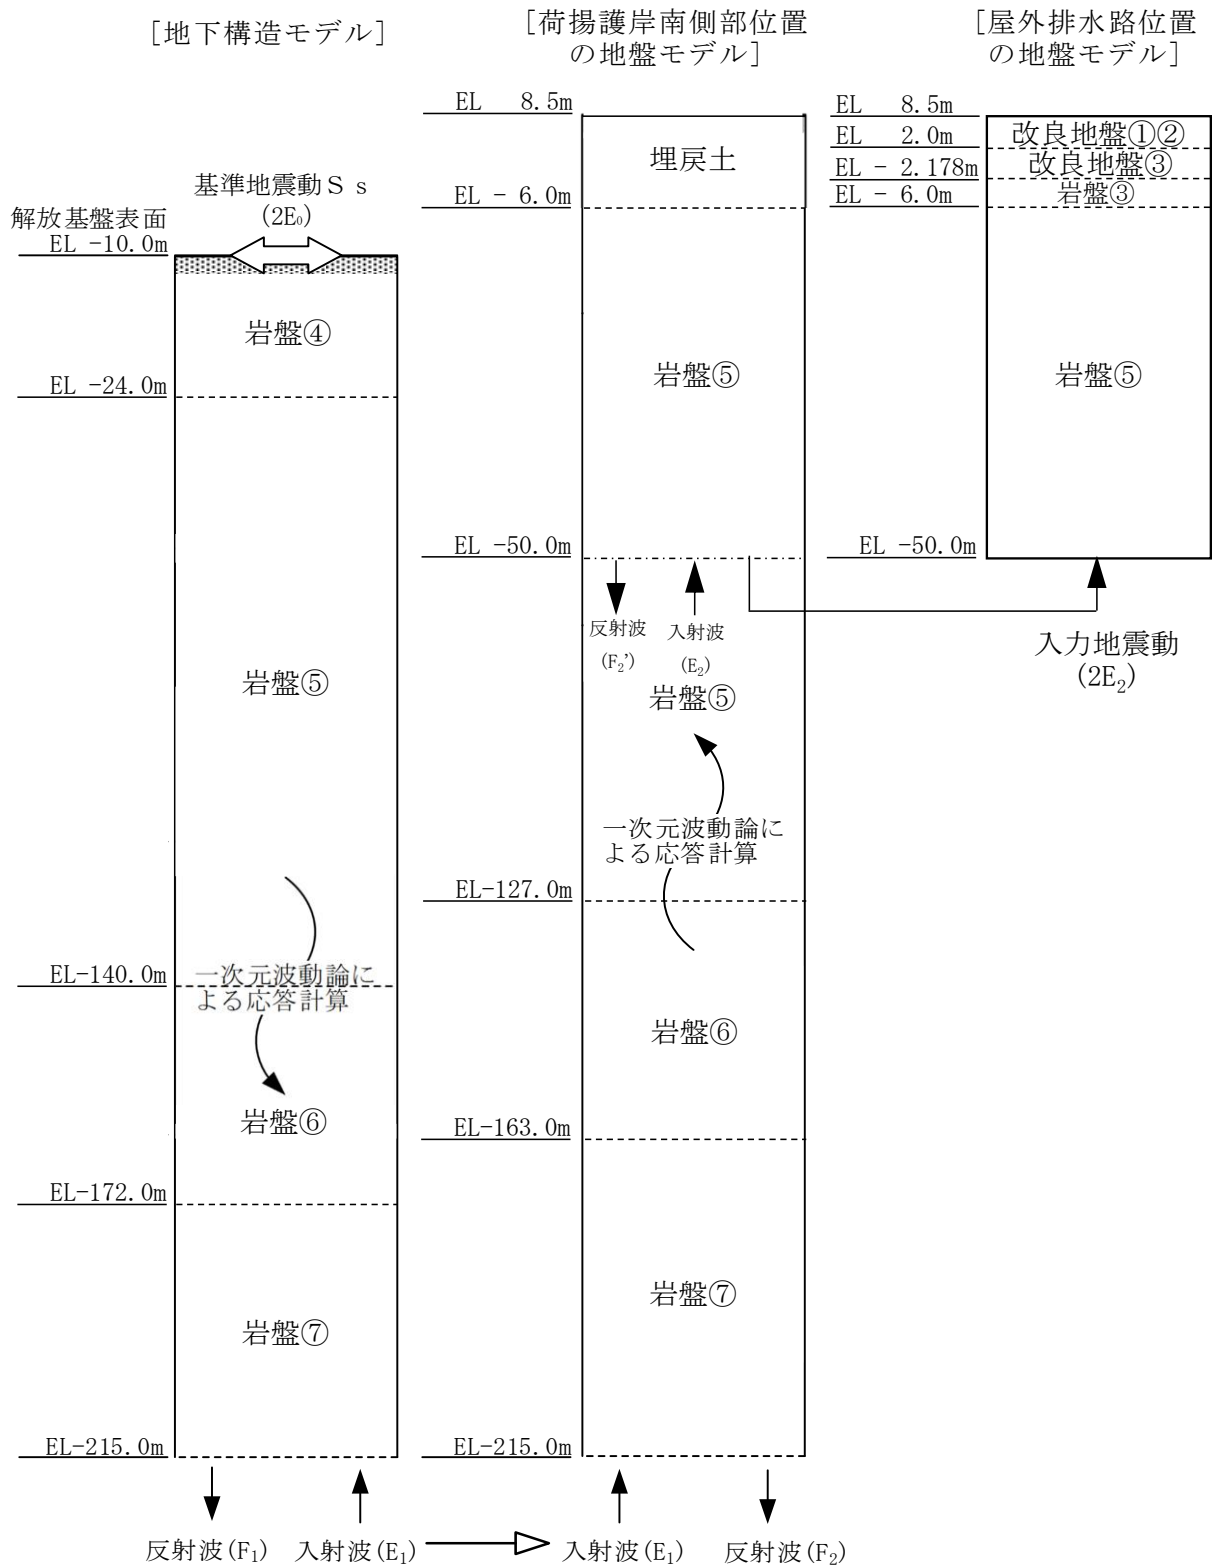 [地下構造モデル]
基準地震動Ｓｓ
(2E₀)
解放基盤表面
EL -10.0m
岩盤④
EL -24.0m
岩盤⑤
EL-140.0m
一次元波動論に
よる応答計算
岩盤⑥
EL-172.0m
岩盤⑦
EL-215.0m
反射波(F₁)
入射波(E₁)
[荷揚護岸南側部位置
の地盤モデル]
EL 8.5m
埋戻土
EL - 6.0m
岩盤⑤
EL -50.0m
反射波
(F₂')
入射波
(E₂)
岩盤⑤
一次元波動論に
よる応答計算
EL-127.0m
岩盤⑥
EL-163.0m
岩盤⑦
EL-215.0m
入射波(E₁)
反射波(F₂)
[屋外排水路位置
の地盤モデル]
EL 8.5m
改良地盤①②
EL 2.0m
改良地盤③
EL - 2.178m
岩盤③
EL - 6.0m
岩盤⑤
EL -50.0m
入力地震動
(2E₂)